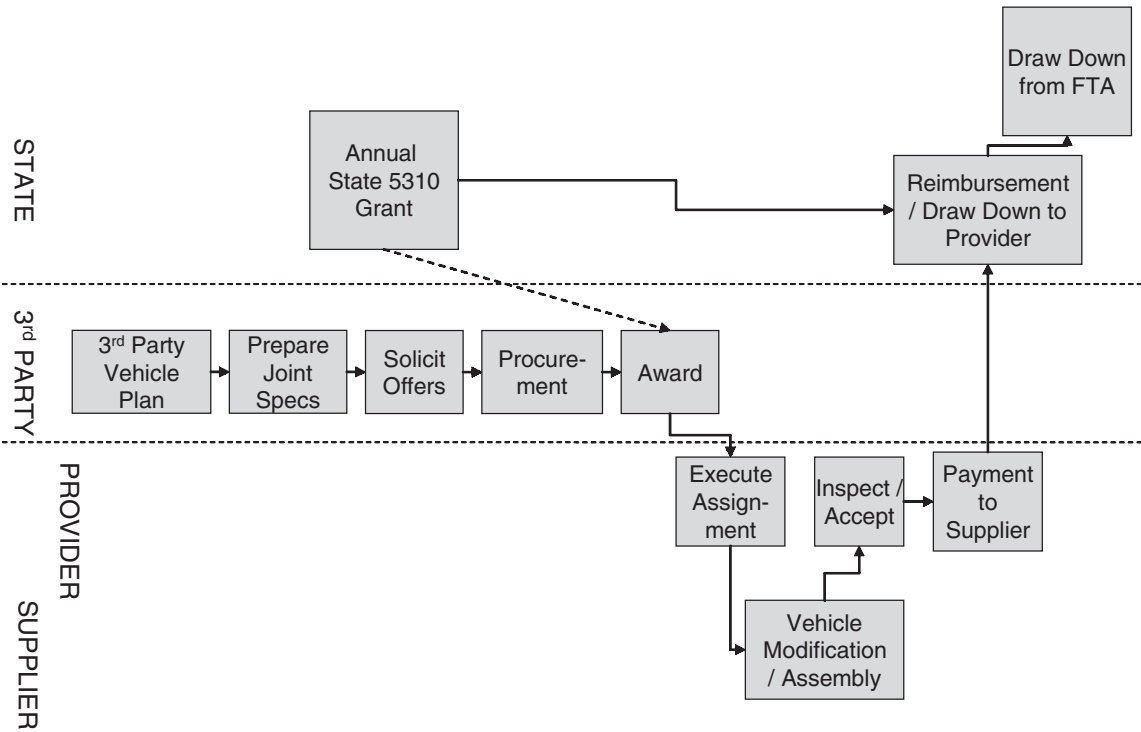 Draw Down
from FTA
STATE
Annual
State 5310
Grant
Reimbursement
/ Draw Down to
Provider
3rd PARTY
3rd Party
Vehicle
Plan
Prepare
Joint
Specs
Solicit
Offers
Procure-
ment
Award
PROVIDER
Execute
Assign-
ment
Inspect /
Accept
Payment
to
Supplier
SUPPLIER
Vehicle
Modification
/ Assembly